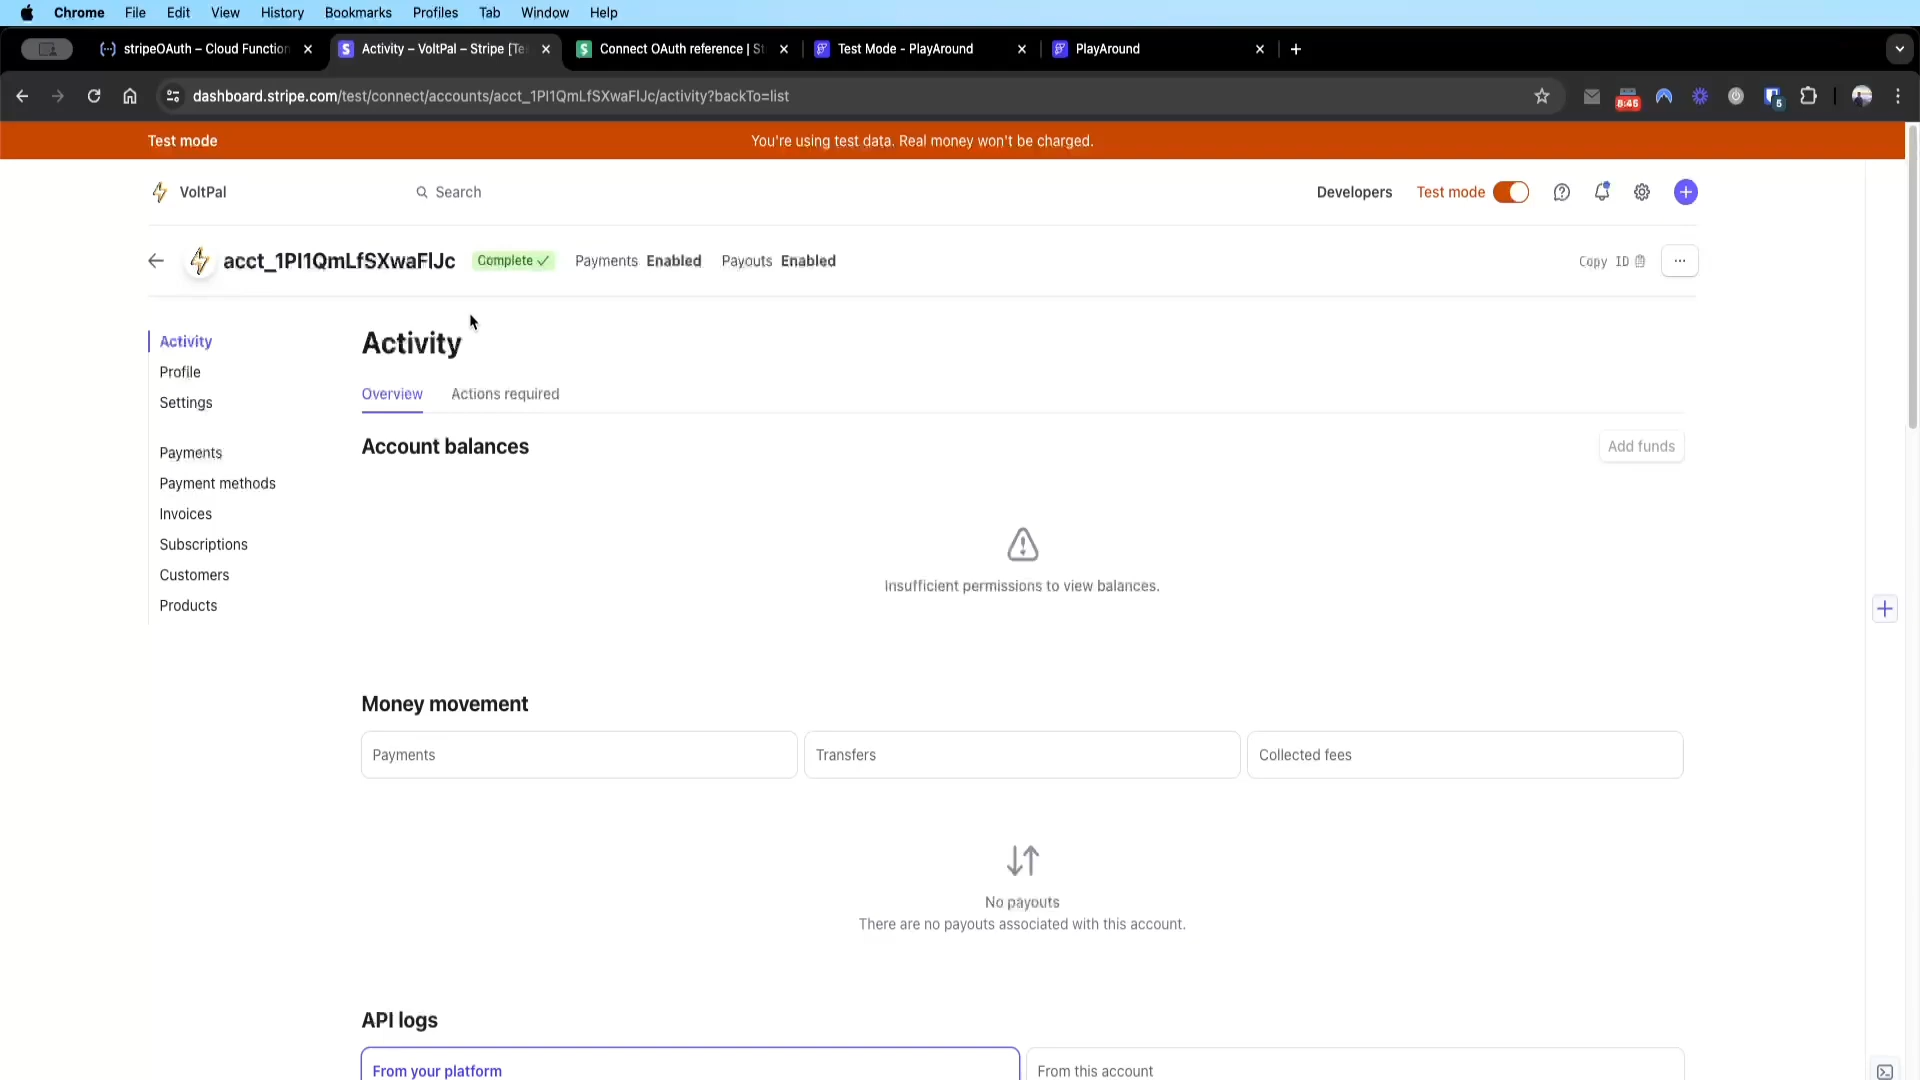 Chrome File Edit View History Bookmarks Profiles Tab Window Help
stripeOAuth – Cloud Function Activity – VoltPal – Stripe [Te Connect OAuth reference | St Test Mode - PlayAround PlayAround
dashboard.stripe.com/test/connect/accounts/acct_1PI1QmLfSXwaFlJc/activity?backTo=list 8:45 5
Test mode You're using test data. Real money won't be charged.
VoltPal Search Developers Test mode
acct_1PI1QmLfSXwaFlJc Complete Payments Enabled Payouts Enabled Copy ID
Activity
Profile
Settings
Payments
Payment methods
Invoices
Subscriptions
Customers
Products
Activity
Overview Actions required
Account balances Add funds
Insufficient permissions to view balances.
Money movement
Payments Transfers Collected fees
No payouts
There are no payouts associated with this account.
API logs
From your platform From this account